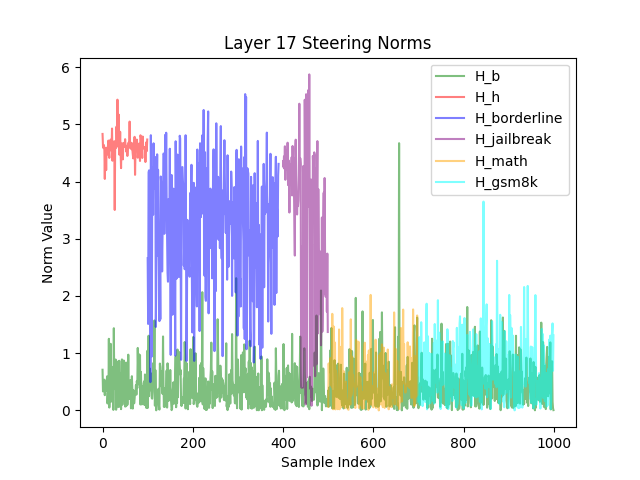 Layer 17 Steering Norms
Norm Value
6
5
4
3
2
1
0
H_b
H_h
H_borderline
H_jailbreak
H_math
H_gsm8k
0
200
400
600
800
1000
Sample Index